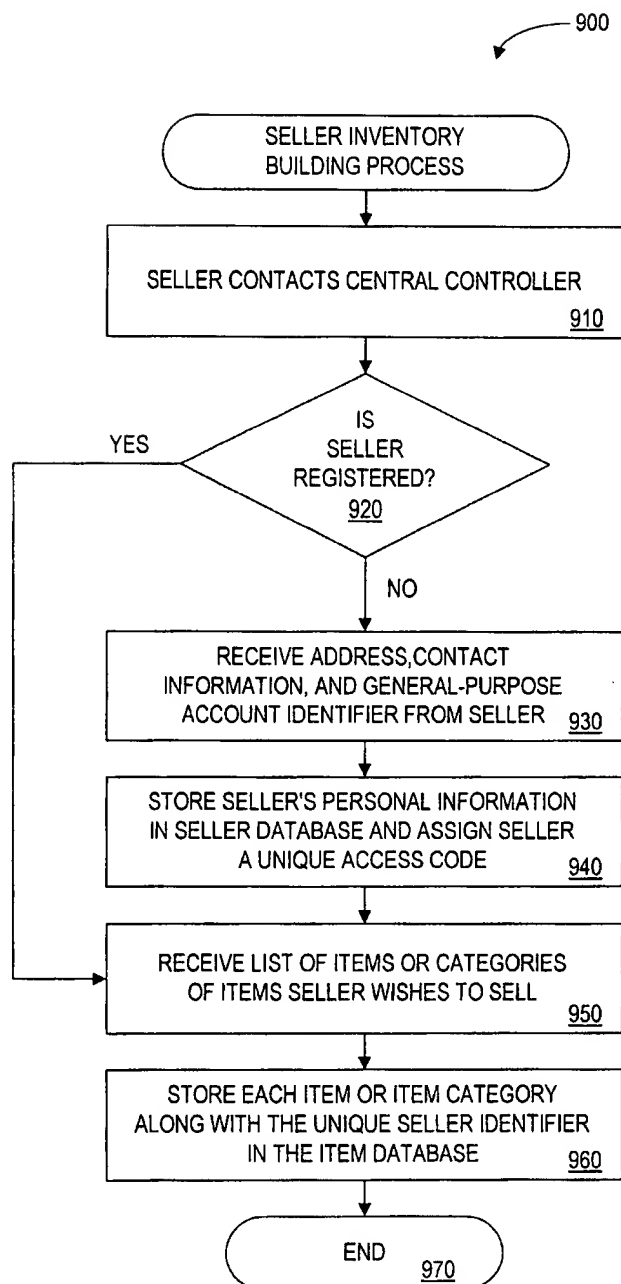 900
SELLER INVENTORY
BUILDING PROCESS
SELLER CONTACTS CENTRAL CONTROLLER
910
IS
SELLER
REGISTERED?
920
YES
NO
RECEIVE ADDRESS,CONTACT
INFORMATION, AND GENERAL-PURPOSE
ACCOUNT IDENTIFIER FROM SELLER
930
STORE SELLER'S PERSONAL INFORMATION
IN SELLER DATABASE AND ASSIGN SELLER
A UNIQUE ACCESS CODE
940
RECEIVE LIST OF ITEMS OR CATEGORIES
OF ITEMS SELLER WISHES TO SELL
950
STORE EACH ITEM OR ITEM CATEGORY
ALONG WITH THE UNIQUE SELLER IDENTIFIER
IN THE ITEM DATABASE
960
END
970